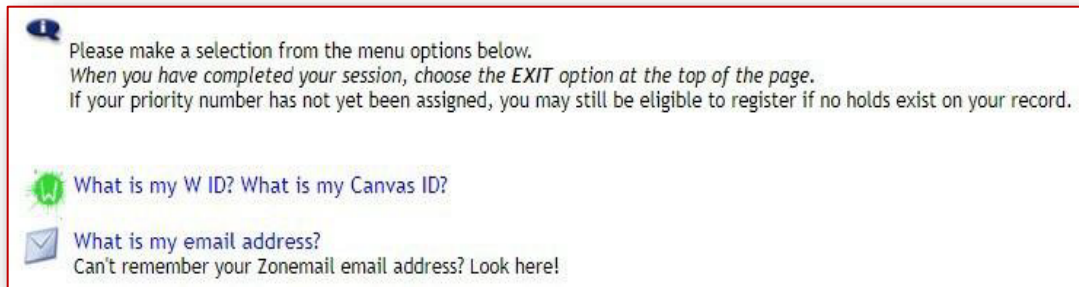 Please make a selection from the menu options below.
When you have completed your session, choose the EXIT option at the top of the page.
If your priority number has not yet been assigned, you may still be eligible to register if no holds exist on your record.
What is my W ID? What is my Canvas ID?
What is my email address?
Can't remember your Zonemail email address? Look here!